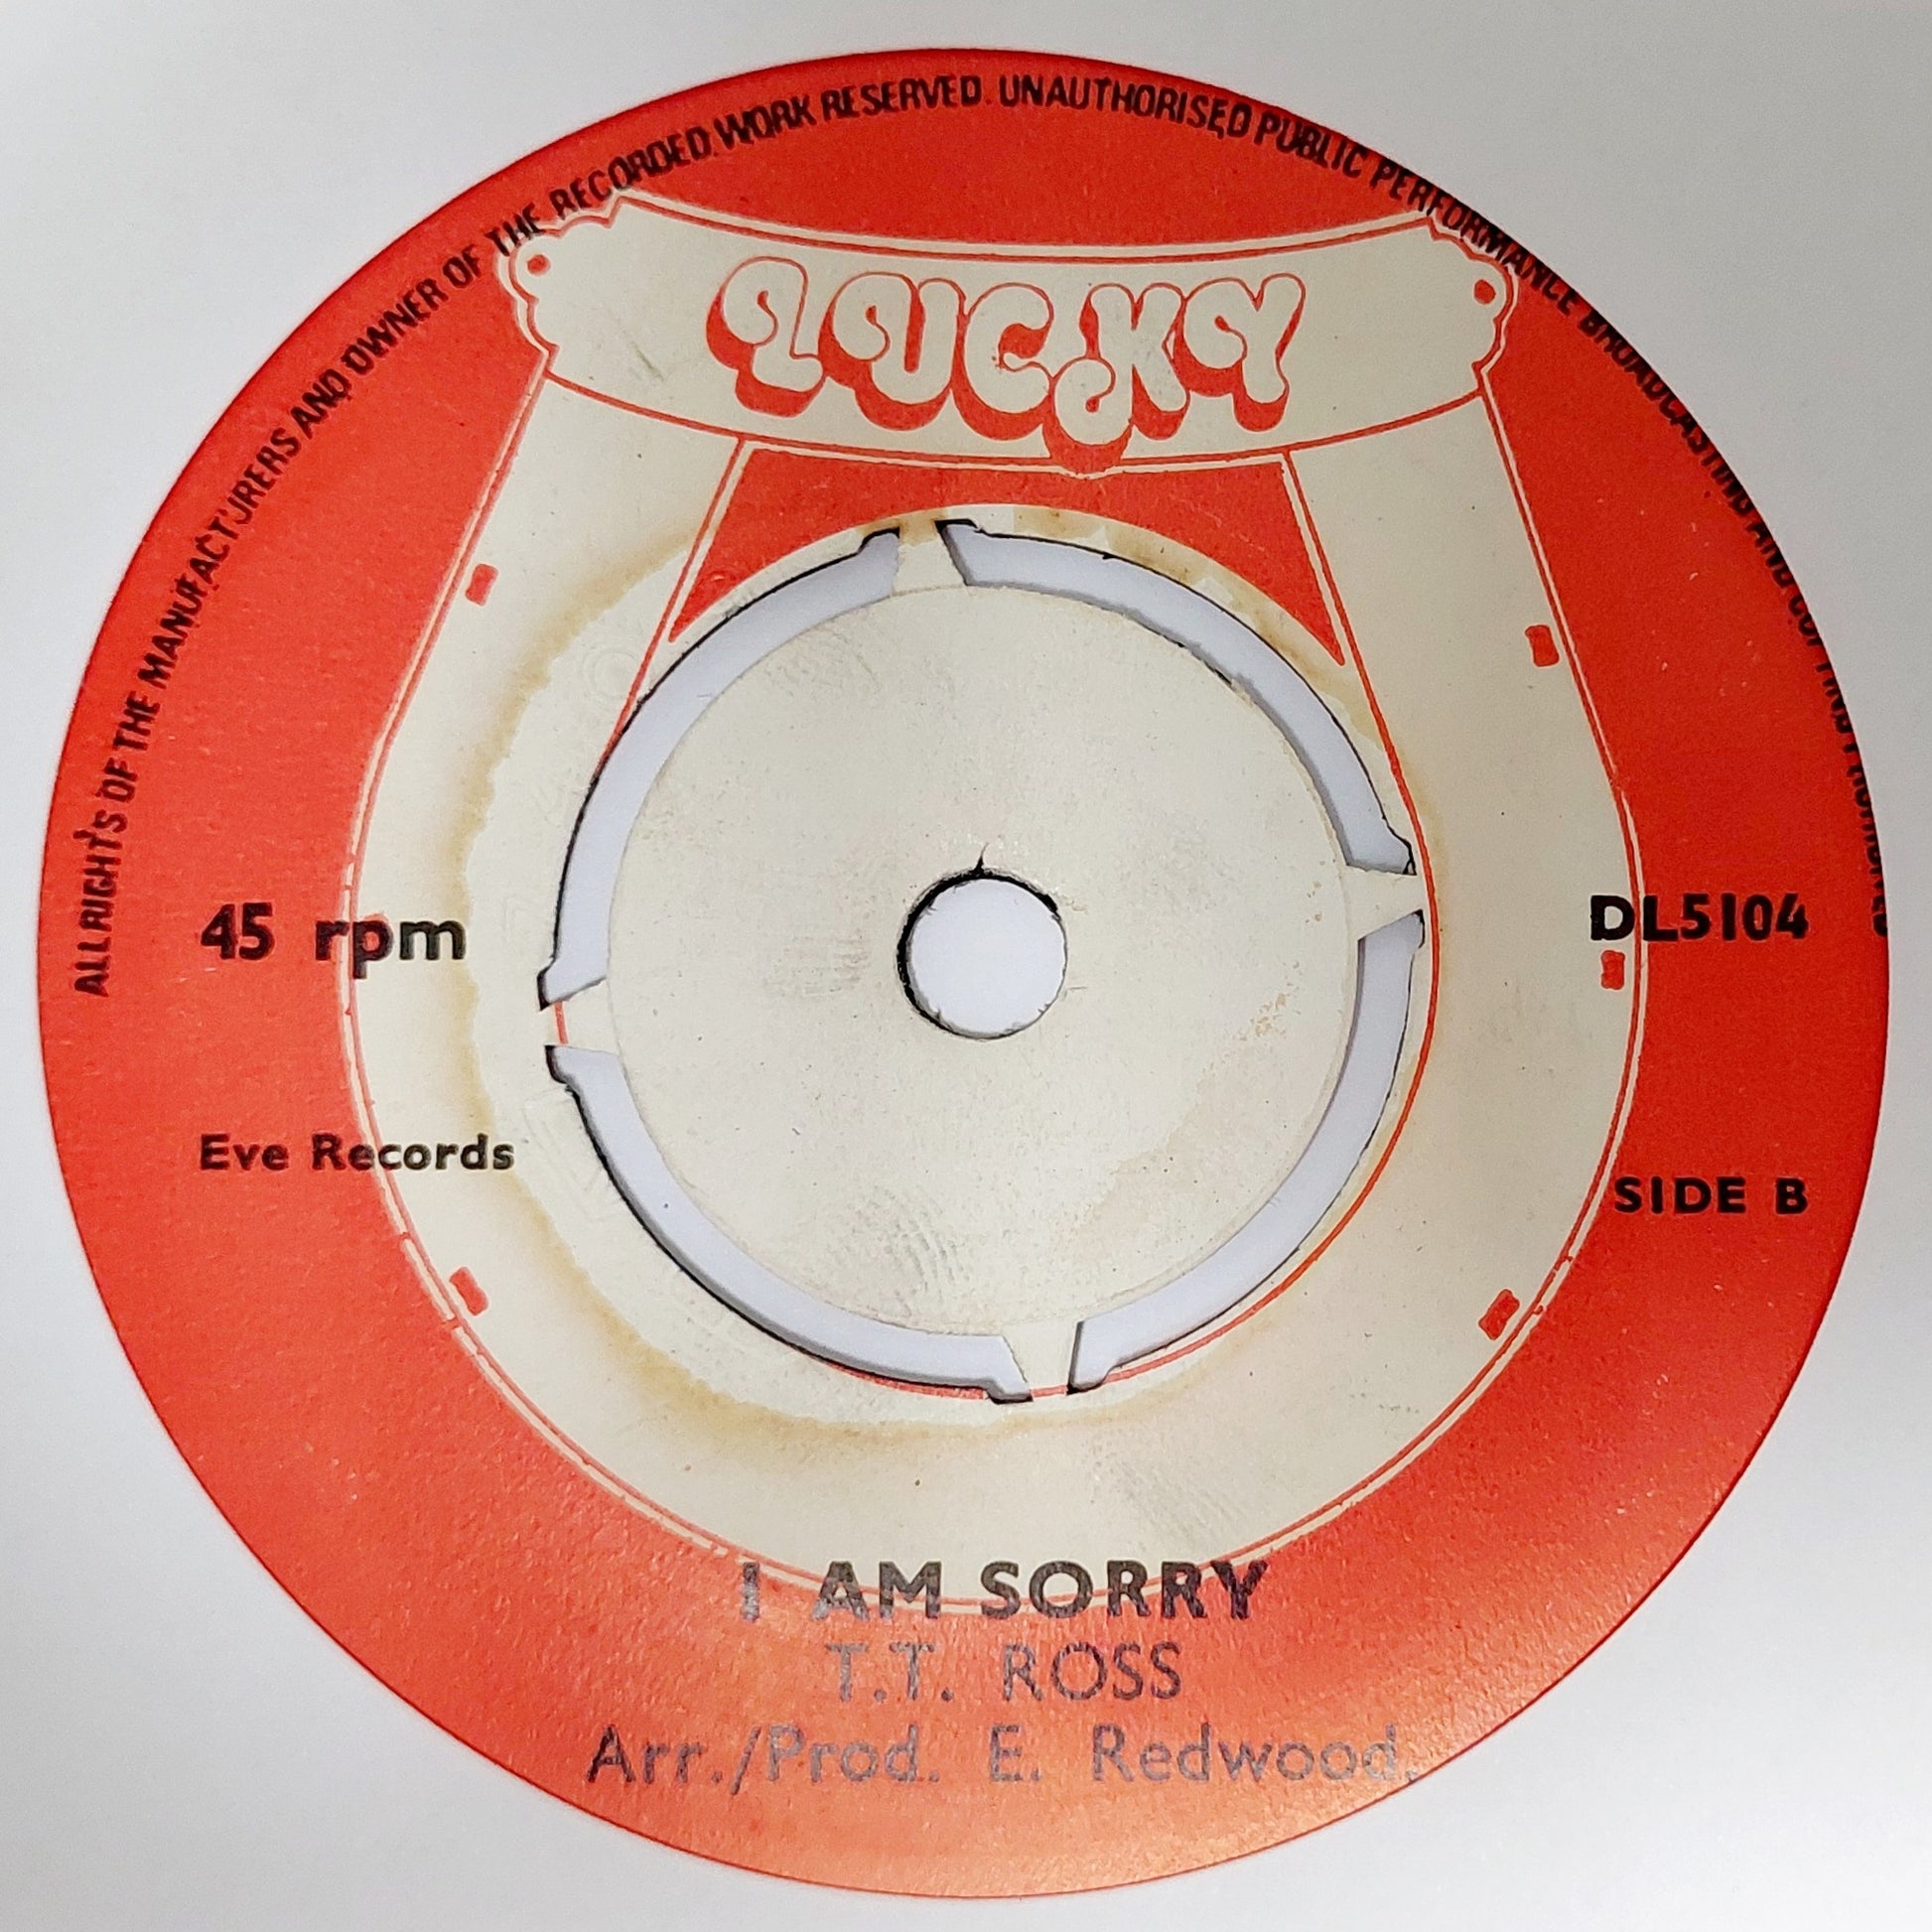 ALL RIGHTS OF THE MANUFACTURERS AND OWNER OF THE RECORDED WORK RESERVED. UNAUTHORISED PUBLIC PERFORMANCE BROADCASTING AND COPYING
LUCKY
45 rpm
DL5104
Eve Records
SIDE B
I AM SORRY
T.T. ROSS
Arr./Prod. E. Redwood.